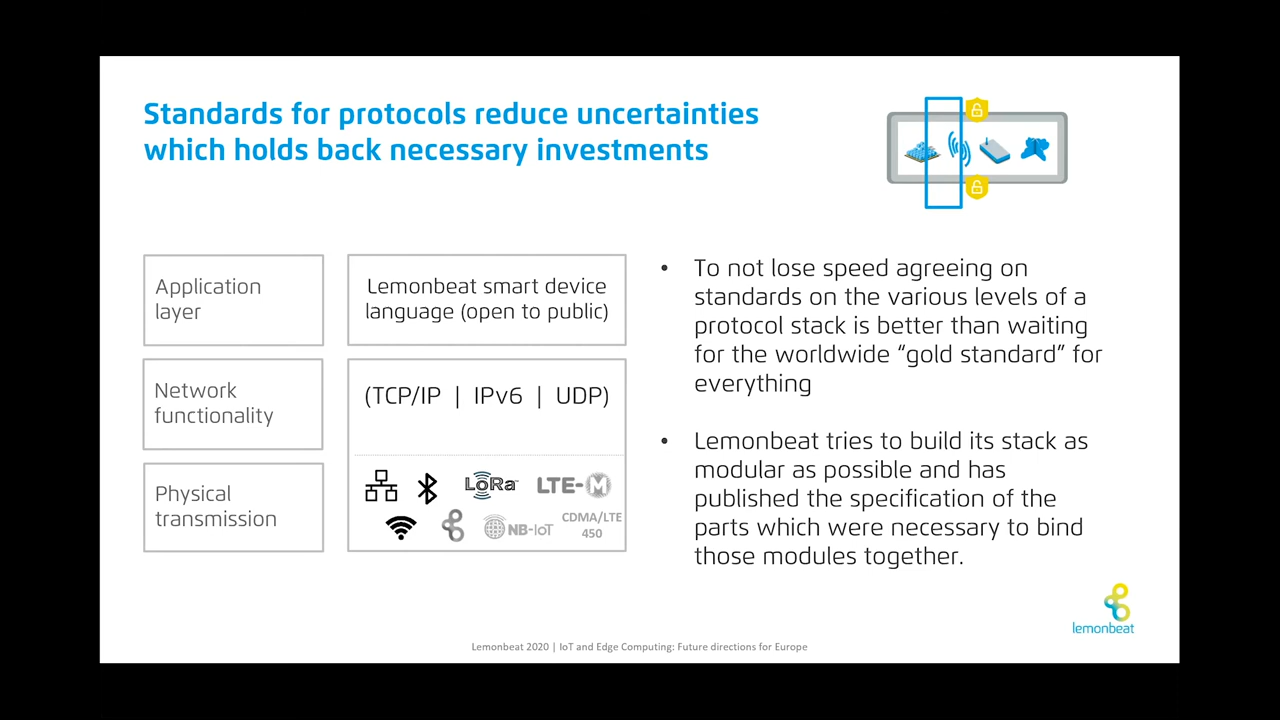 Standards for protocols reduce uncertainties
which holds back necessary investments
Application
layer
Lemonbeat smart device
language (open to public)
Network
functionality
(TCP/IP | IPv6 | UDP)
Physical
transmission
LoRa
LTE-M
NB-IoT
CDMA/LTE
450
• To not lose speed agreeing on
standards on the various levels of a
protocol stack is better than waiting
for the worldwide “gold standard” for
everything
• Lemonbeat tries to build its stack as
modular as possible and has
published the specification of the
parts which were necessary to bind
those modules together.
lemonbeat
Lemonbeat 2020 | IoT and Edge Computing: Future directions for Europe